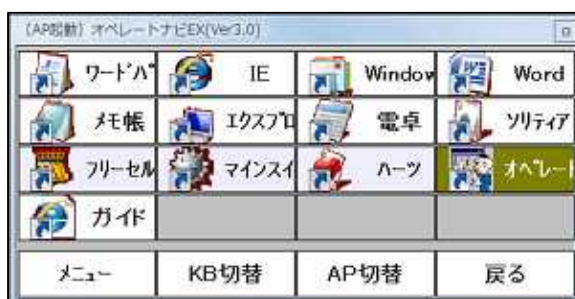 (AP起動) オペレートナビEX(Ver3.0)
ワードパ IE Window Word
メモ帳 エクスプロ 電卓 ソリティア
フリーセル マインスイ ハーツ オペレート
ガイド
メニュー KB切替 AP切替 戻る